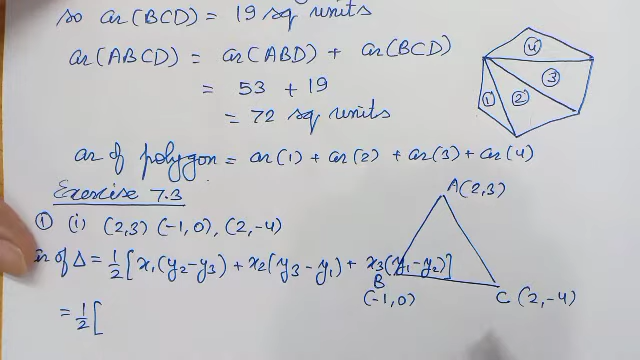 so ar(BCD) = 19 sq units
ar(ABCD) = ar(ABD) + ar(BCD)
= 53 + 19
= 72 sq units
4
3
1
2
ar of polygon = ar(1) + ar(2) + ar(3) + ar(4)
Exercise 7.3
① (i) (2,3) (-1,0), (2,-4)
A(2,3)
of Δ = 1/2[x₁(y₂-y₃) + x₂(y₃-y₁) + x₃(y₁-y₂)]
B
(-1,0)
C (2,-4)
= 1/2[